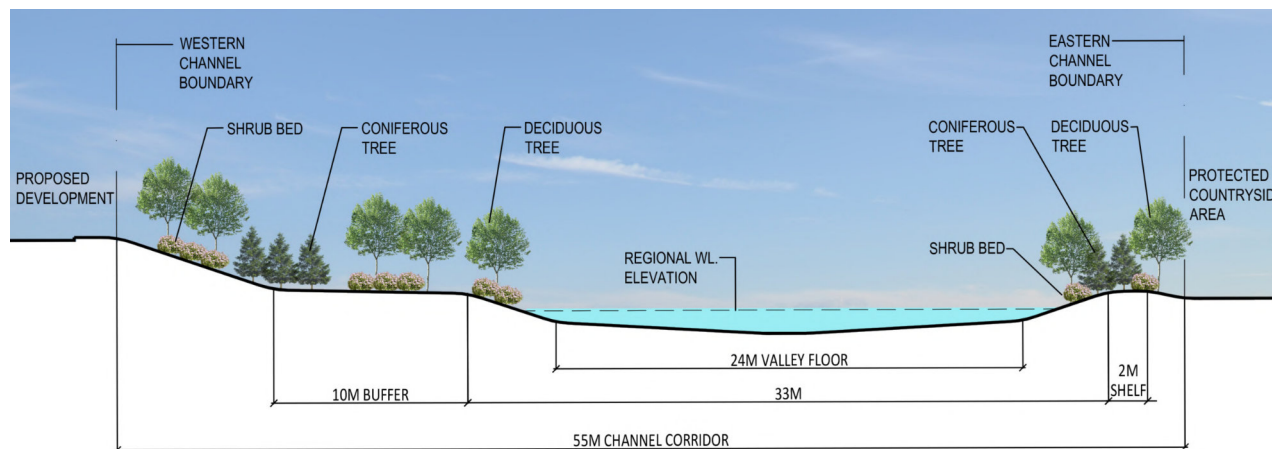 WESTERN
CHANNEL
BOUNDARY
EASTERN
CHANNEL
BOUNDARY
SHRUB BED
CONIFEROUS
TREE
DECIDUOUS
TREE
CONIFEROUS
TREE
DECIDUOUS
TREE
PROPOSED
DEVELOPMENT
PROTECTED
COUNTRYSID
AREA
SHRUB BED
REGIONAL WL.
ELEVATION
24M VALLEY FLOOR
10M BUFFER
33M
2M
SHELF
55M CHANNEL CORRIDOR